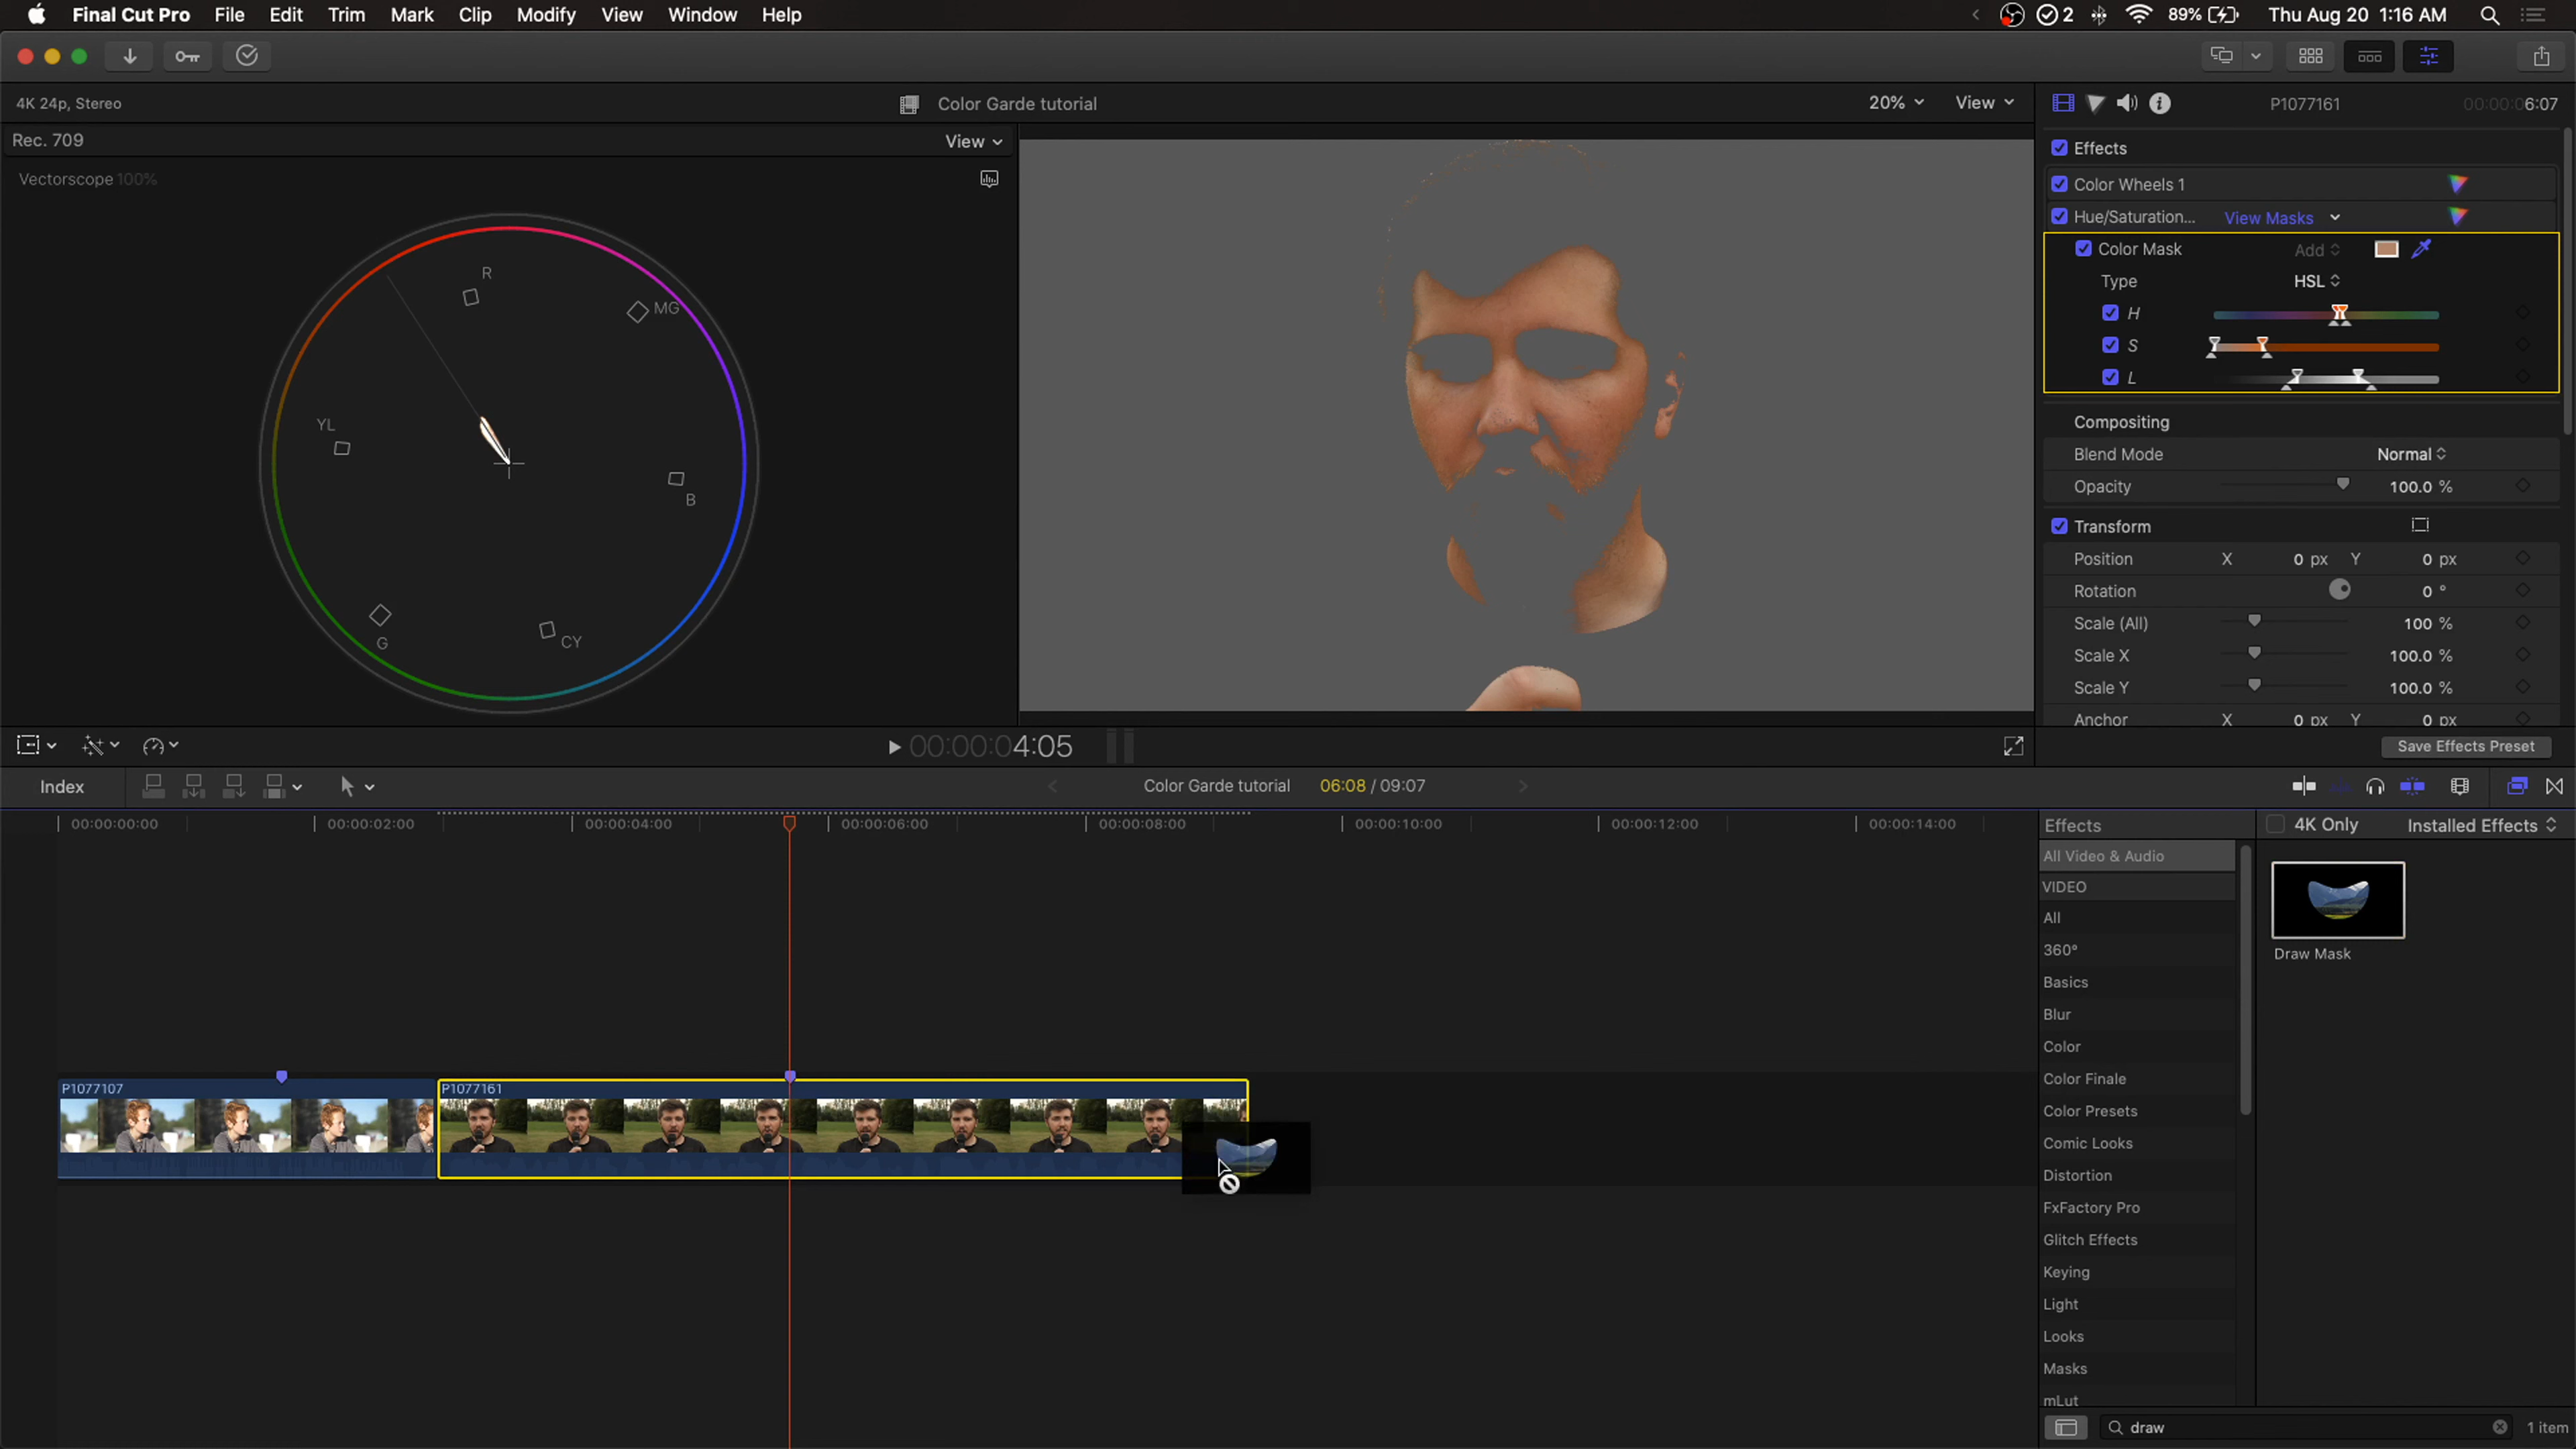 Final Cut Pro File Edit Trim Mark Clip Modify View Window Help 2 89% Thu Aug 20 1:16 AM
4K 24p, Stereo Color Garde tutorial 20% View P1077161 00:00:06:07
Rec. 709 View
Vectorscope 100%
R
MG
YL
B
G
CY
Effects
Color Wheels 1
Hue/Saturation... View Masks
Color Mask Add
Type HSL
H
S
L
Compositing
Blend Mode Normal
Opacity 100.0 %
Transform
Position X 0 px Y 0 px
Rotation 0 °
Scale (All) 100 %
Scale X 100.0 %
Scale Y 100.0 %
Anchor X 0 px Y 0 px
00:00:04:05 Save Effects Preset
Index Color Garde tutorial 06:08 / 09:07
00:00:00:00 00:00:02:00 00:00:04:00 00:00:06:00 00:00:08:00 00:00:10:00 00:00:12:00 00:00:14:00
P1077107 P1077161
Effects 4K Only Installed Effects
All Video & Audio
VIDEO
All
360°
Basics
Blur
Color
Color Finale
Color Presets
Comic Looks
Distortion
FxFactory Pro
Glitch Effects
Keying
Light
Looks
Masks
mLut
Draw Mask
draw 1 item